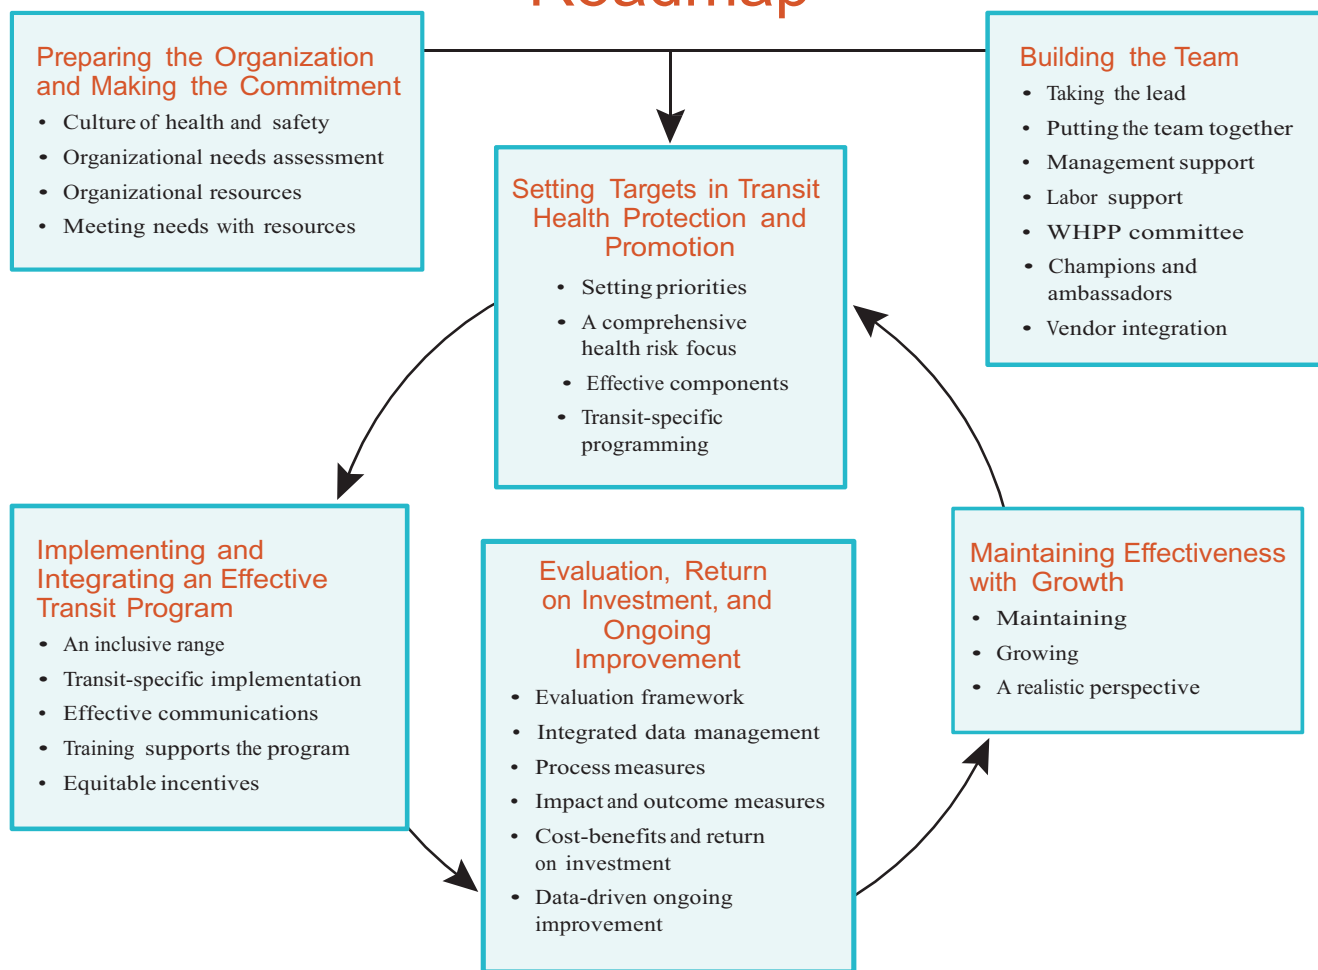 Roadmap
Preparing the Organization
and Making the Commitment
• Culture of health and safety
• Organizational needs assessment
• Organizational resources
• Meeting needs with resources
Building the Team
• Taking the lead
• Putting the team together
• Management support
• Labor support
• WHPP committee
• Champions and
ambassadors
• Vendor integration
Setting Targets in Transit
Health Protection and
Promotion
• Setting priorities
• A comprehensive
health risk focus
• Effective components
• Transit-specific
programming
Implementing and
Integrating an Effective
Transit Program
• An inclusive range
• Transit-specific implementation
• Effective communications
• Training supports the program
• Equitable incentives
Evaluation, Return
on Investment, and
Ongoing
Improvement
• Evaluation framework
• Integrated data management
• Process measures
• Impact and outcome measures
• Cost-benefits and return
on investment
• Data-driven ongoing
improvement
Maintaining Effectiveness
with Growth
• Maintaining
• Growing
• A realistic perspective